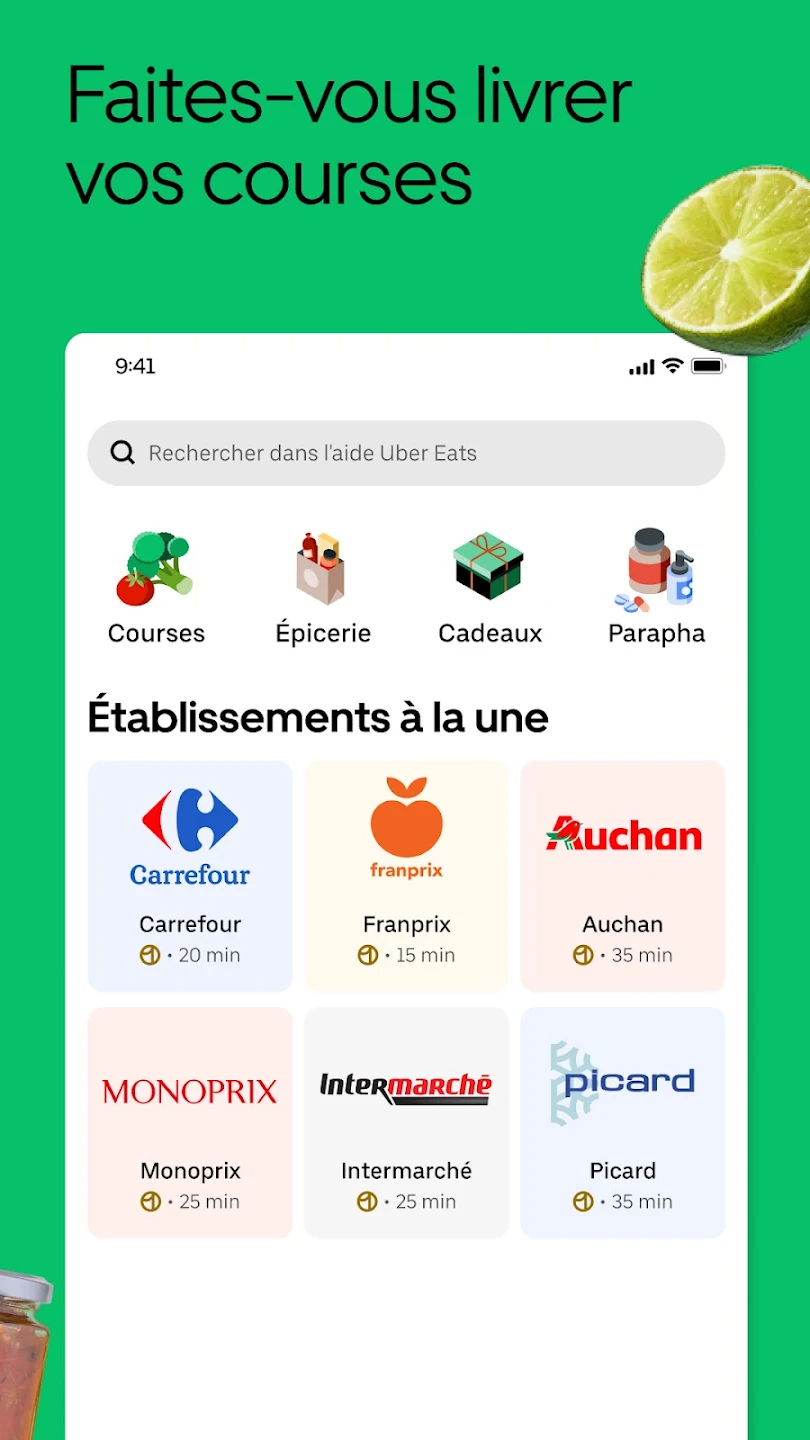 Faites-vous livrer
vos courses
9:41
Rechercher dans l'aide Uber Eats
Courses
Épicerie
Cadeaux
Parapha
Établissements à la une
Carrefour
franprix
Auchan
Carrefour
Franprix
Auchan
• 20 min
• 15 min
• 35 min
MONOPRIX
Intermarchē
picard
Monoprix
Intermarché
Picard
• 25 min
• 25 min
• 35 min